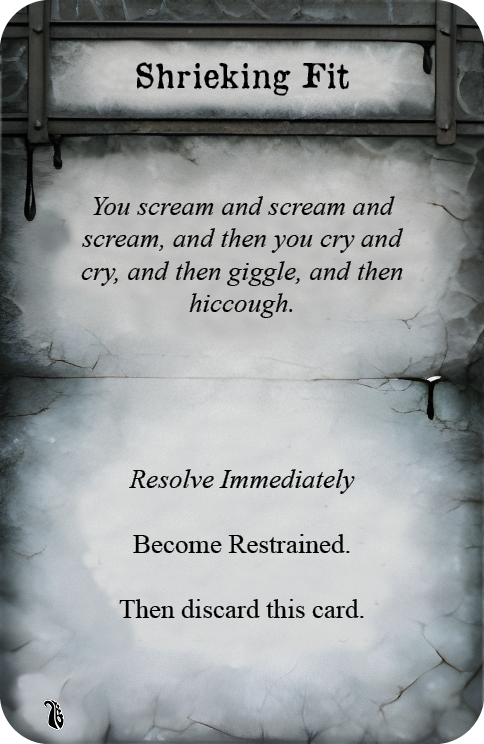 Shrieking Fit
You scream and scream and
scream, and then you cry and
cry, and then giggle, and then
hiccough.
Resolve Immediately
Become Restrained.
Then discard this card.